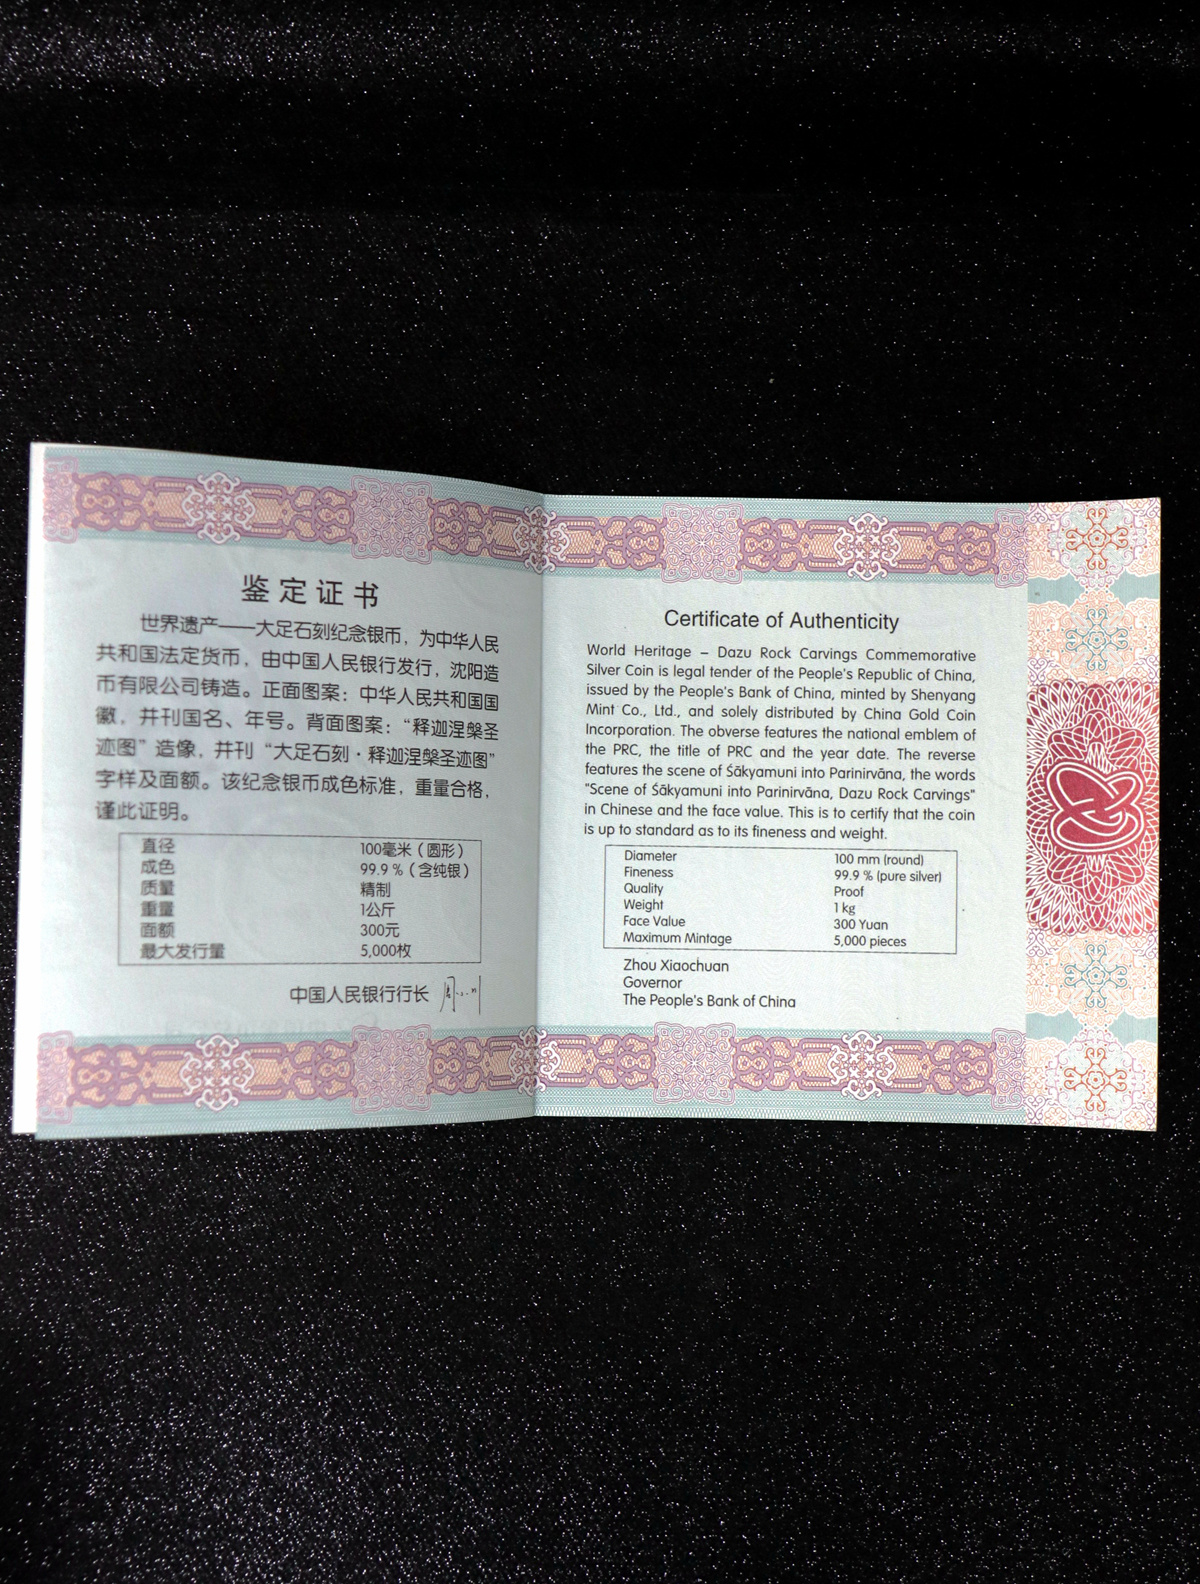 鉴定证书
世界遗产——大足石刻纪念银币，为中华人民
共和国法定货币，由中国人民银行发行，沈阳造
币有限公司铸造。正面图案：中华人民共和国国
徽，并刊国名、年号。背面图案：“释迦涅槃圣
迹图”造像，并刊“大足石刻·释迦涅槃圣迹图”
字样及面额。该纪念银币成色标准，重量合格，
谨此证明。
直径 100毫米（圆形）
成色 99.9 %（含纯银）
质量 精制
重量 1公斤
面额 300元
最大发行量 5,000枚
中国人民银行行长
Certificate of Authenticity
World Heritage – Dazu Rock Carvings Commemorative
Silver Coin is legal tender of the People's Republic of China,
issued by the People's Bank of China, minted by Shenyang
Mint Co., Ltd., and solely distributed by China Gold Coin
Incorporation. The obverse features the national emblem of
the PRC, the title of PRC and the year date. The reverse
features the scene of Śākyamuni into Parinirvāna, the words
"Scene of Śākyamuni into Parinirvāna, Dazu Rock Carvings"
in Chinese and the face value. This is to certify that the coin
is up to standard as to its fineness and weight.
Diameter 100 mm (round)
Fineness 99.9 % (pure silver)
Quality Proof
Weight 1 kg
Face Value 300 Yuan
Maximum Mintage 5,000 pieces
Zhou Xiaochuan
Governor
The People's Bank of China